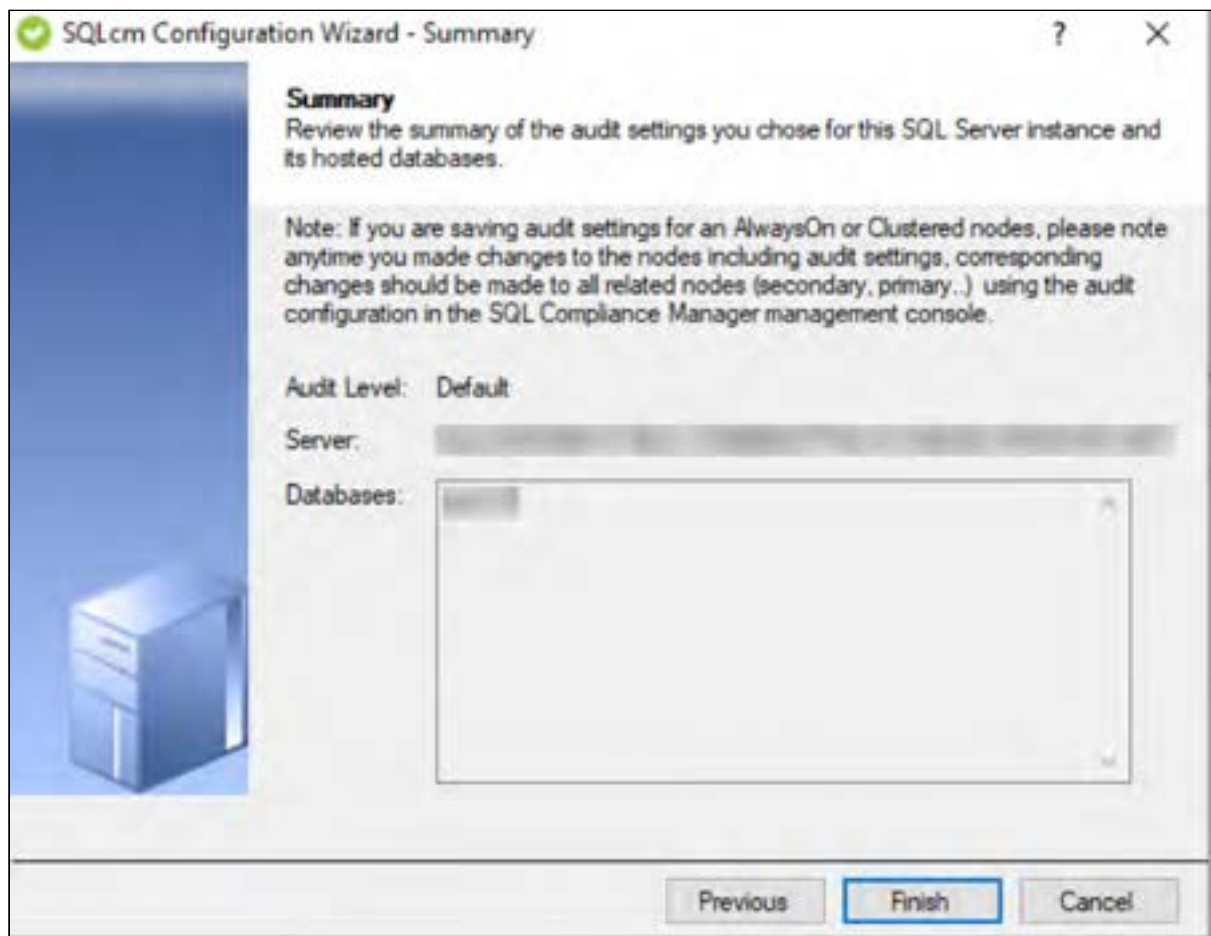 SQLcm Configuration Wizard - Summary
?
Summary
Review the summary of the audit settings you chose for this SQL Server instance and
its hosted databases.
Note: If you are saving audit settings for an AlwaysOn or Clustered nodes, please note
anytime you made changes to the nodes including audit settings, corresponding
changes should be made to all related nodes (secondary, primary..) using the audit
configuration in the SQL Compliance Manager management console.
Audit Level: Default
Server:
Databases:
Previous Finish Cancel